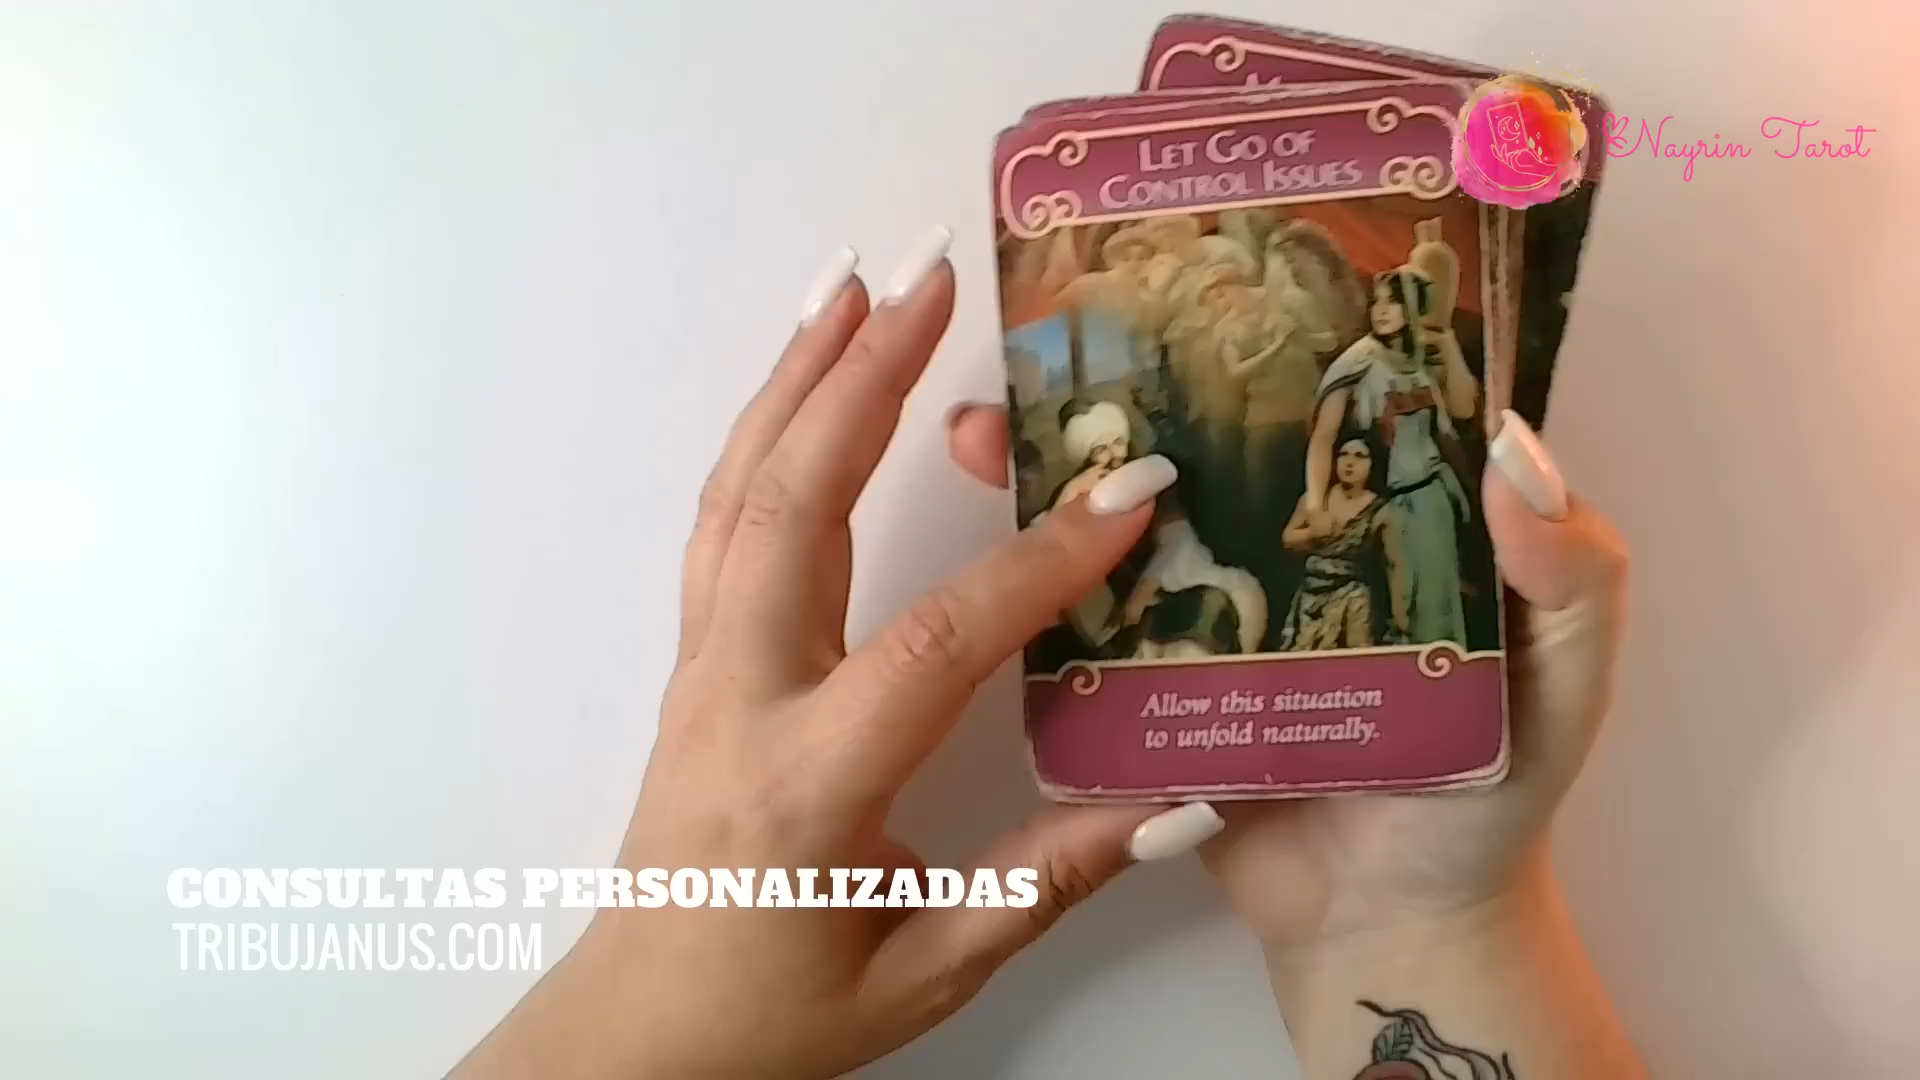 LET GO OF
CONTROL ISSUES
Nayrin Tarot
Allow this situation
to unfold naturally.
CONSULTAS PERSONALIZADAS
TRIBUJANUS.COM